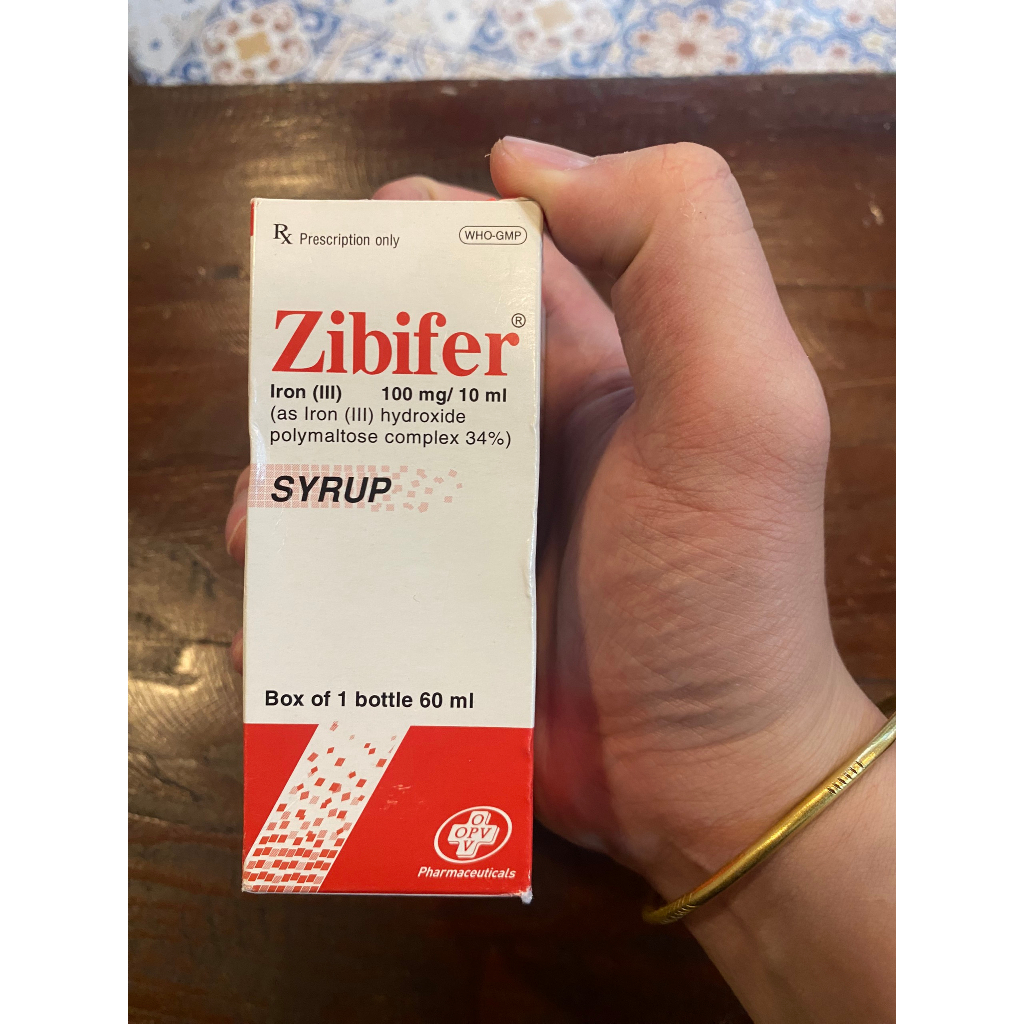 Rx Prescription only
WHO-GMP
Zibifer®
Iron (III) 100 mg/ 10 ml
(as Iron (III) hydroxide
polymaltose complex 34%)
SYRUP
Box of 1 bottle 60 ml
O
OPV
V
Pharmaceuticals